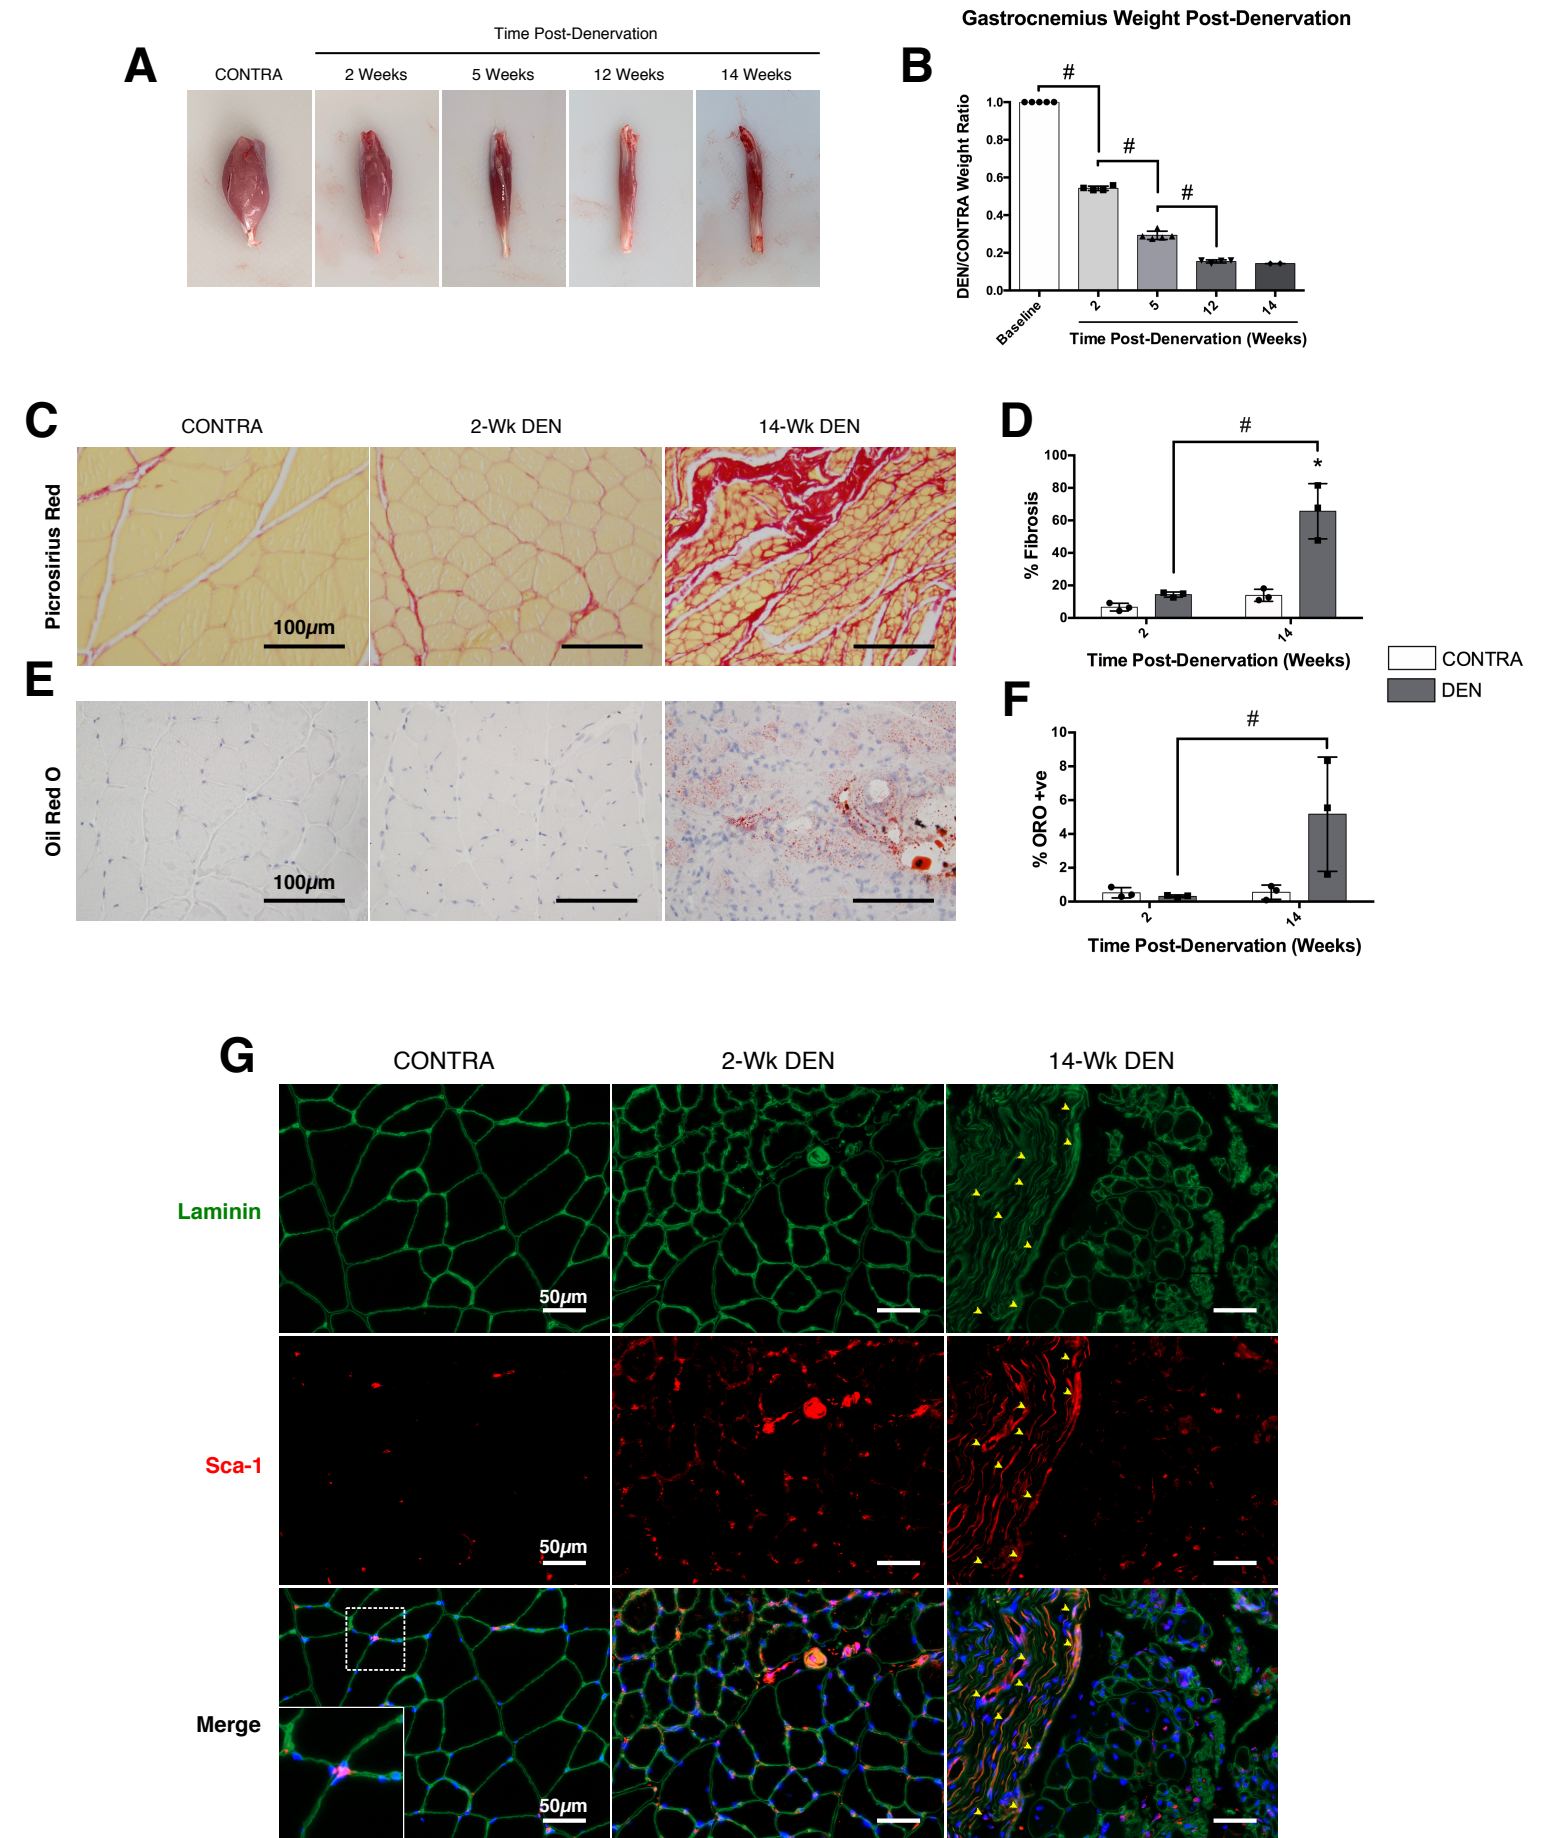 A
Time Post-Denervation
CONTRA
2 Weeks
5 Weeks
12 Weeks
14 Weeks
Gastrocnemius Weight Post-Denervation
B
DEN/CONTRA Weight Ratio
1.0
0.8
0.6
0.4
0.2
0.0
#
#
#
Baseline
2
5
12
14
Time Post-Denervation (Weeks)
C
CONTRA
2-Wk DEN
14-Wk DEN
Picrosirius Red
100µm
D
% Fibrosis
100
80
60
40
20
0
#
*
2
14
Time Post-Denervation (Weeks)
CONTRA
DEN
E
Oil Red O
100µm
F
% ORO +ve
10
8
6
4
2
0
#
2
14
Time Post-Denervation (Weeks)
G
CONTRA
2-Wk DEN
14-Wk DEN
Laminin
50µm
Sca-1
50µm
Merge
50µm